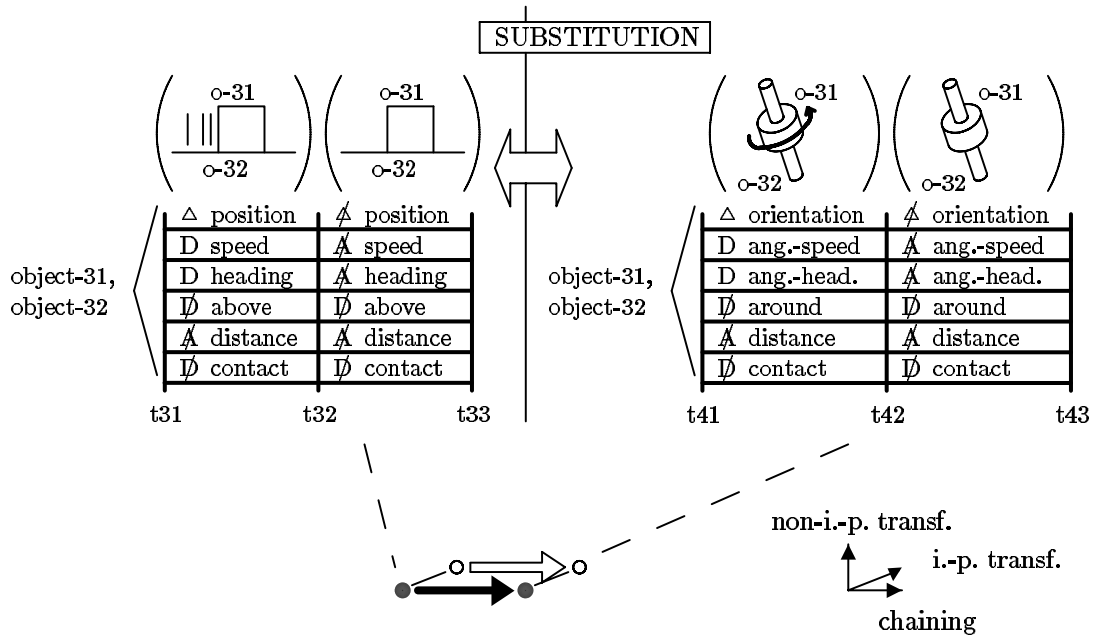 SUBSTITUTION
o-31 o-31 o-31 o-31
o-32 o-32 o-32 o-32
△ position △̸ position △ orientation △̸ orientation
D speed A̸ speed D ang.-speed A̸ ang.-speed
object-31, D heading A̸ heading object-31, D ang.-head. A̸ ang.-head.
object-32 D̸ above D̸ above object-32 D̸ around D̸ around
A̸ distance A̸ distance A̸ distance A̸ distance
D̸ contact D̸ contact D̸ contact D̸ contact
t31 t32 t33 t41 t42 t43
non-i.-p. transf.
i.-p. transf.
chaining